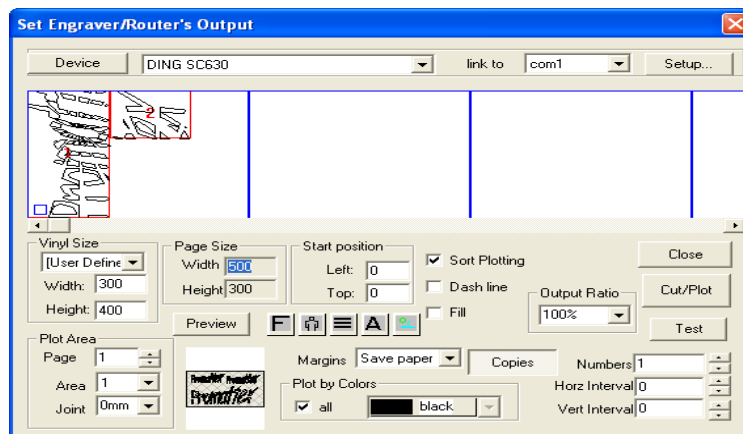 Set Engraver/Router's Output
Device DING SC630 link to com1 Setup...
2
1
Vinyl Size Page Size Start position
[User Define Width 500 Left: 0 Sort Plotting Close
Width: 300 Height 300 Top: 0 Dash line Output Ratio Cut/Plot
Height: 400 Preview F A Fill 100% Test
Plot Area
Page 1 Margins Save paper Copies Numbers 1
Area 1 Plot by Colors Horz Interval 0
Joint 0mm all black Vert Interval 0